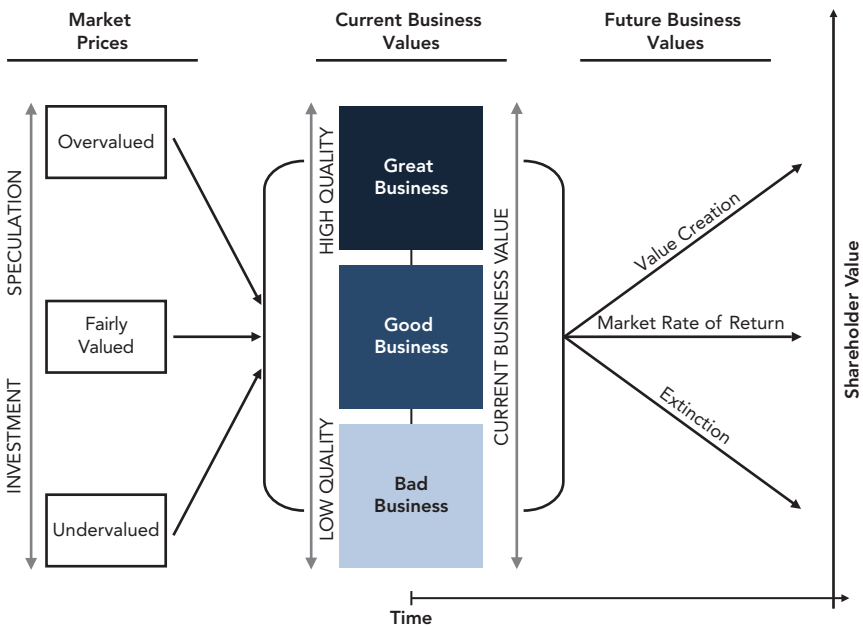 Market
Prices
Current Business
Values
Future Business
Values
SPECULATION
INVESTMENT
Overvalued
Fairly
Valued
Undervalued
HIGH QUALITY
LOW QUALITY
Great
Business
Good
Business
Bad
Business
CURRENT BUSINESS VALUE
Value Creation
Market Rate of Return
Extinction
Shareholder Value
Time